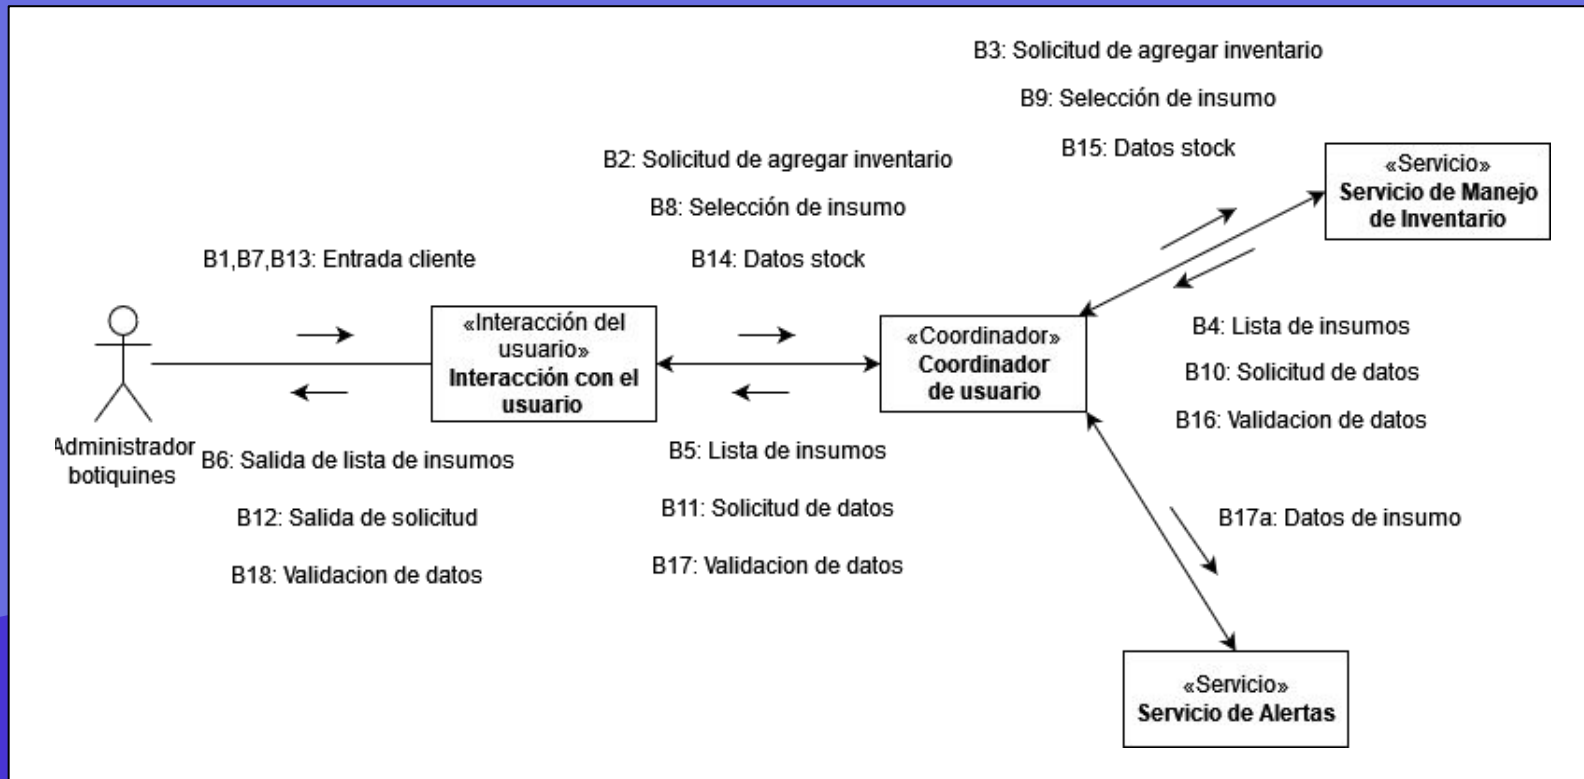 B3: Solicitud de agregar inventario
B9: Selección de insumo
B15: Datos stock
B2: Solicitud de agregar inventario
B8: Selección de insumo
B14: Datos stock
B1,B7,B13: Entrada cliente
«Servicio»
Servicio de Manejo
de Inventario
«Interacción del
usuario»
Interacción con el
usuario
«Coordinador»
Coordinador
de usuario
B4: Lista de insumos
B10: Solicitud de datos
B16: Validacion de datos
Administrador
botiquines
B6: Salida de lista de insumos
B12: Salida de solicitud
B18: Validacion de datos
B5: Lista de insumos
B11: Solicitud de datos
B17: Validacion de datos
B17a: Datos de insumo
«Servicio»
Servicio de Alertas